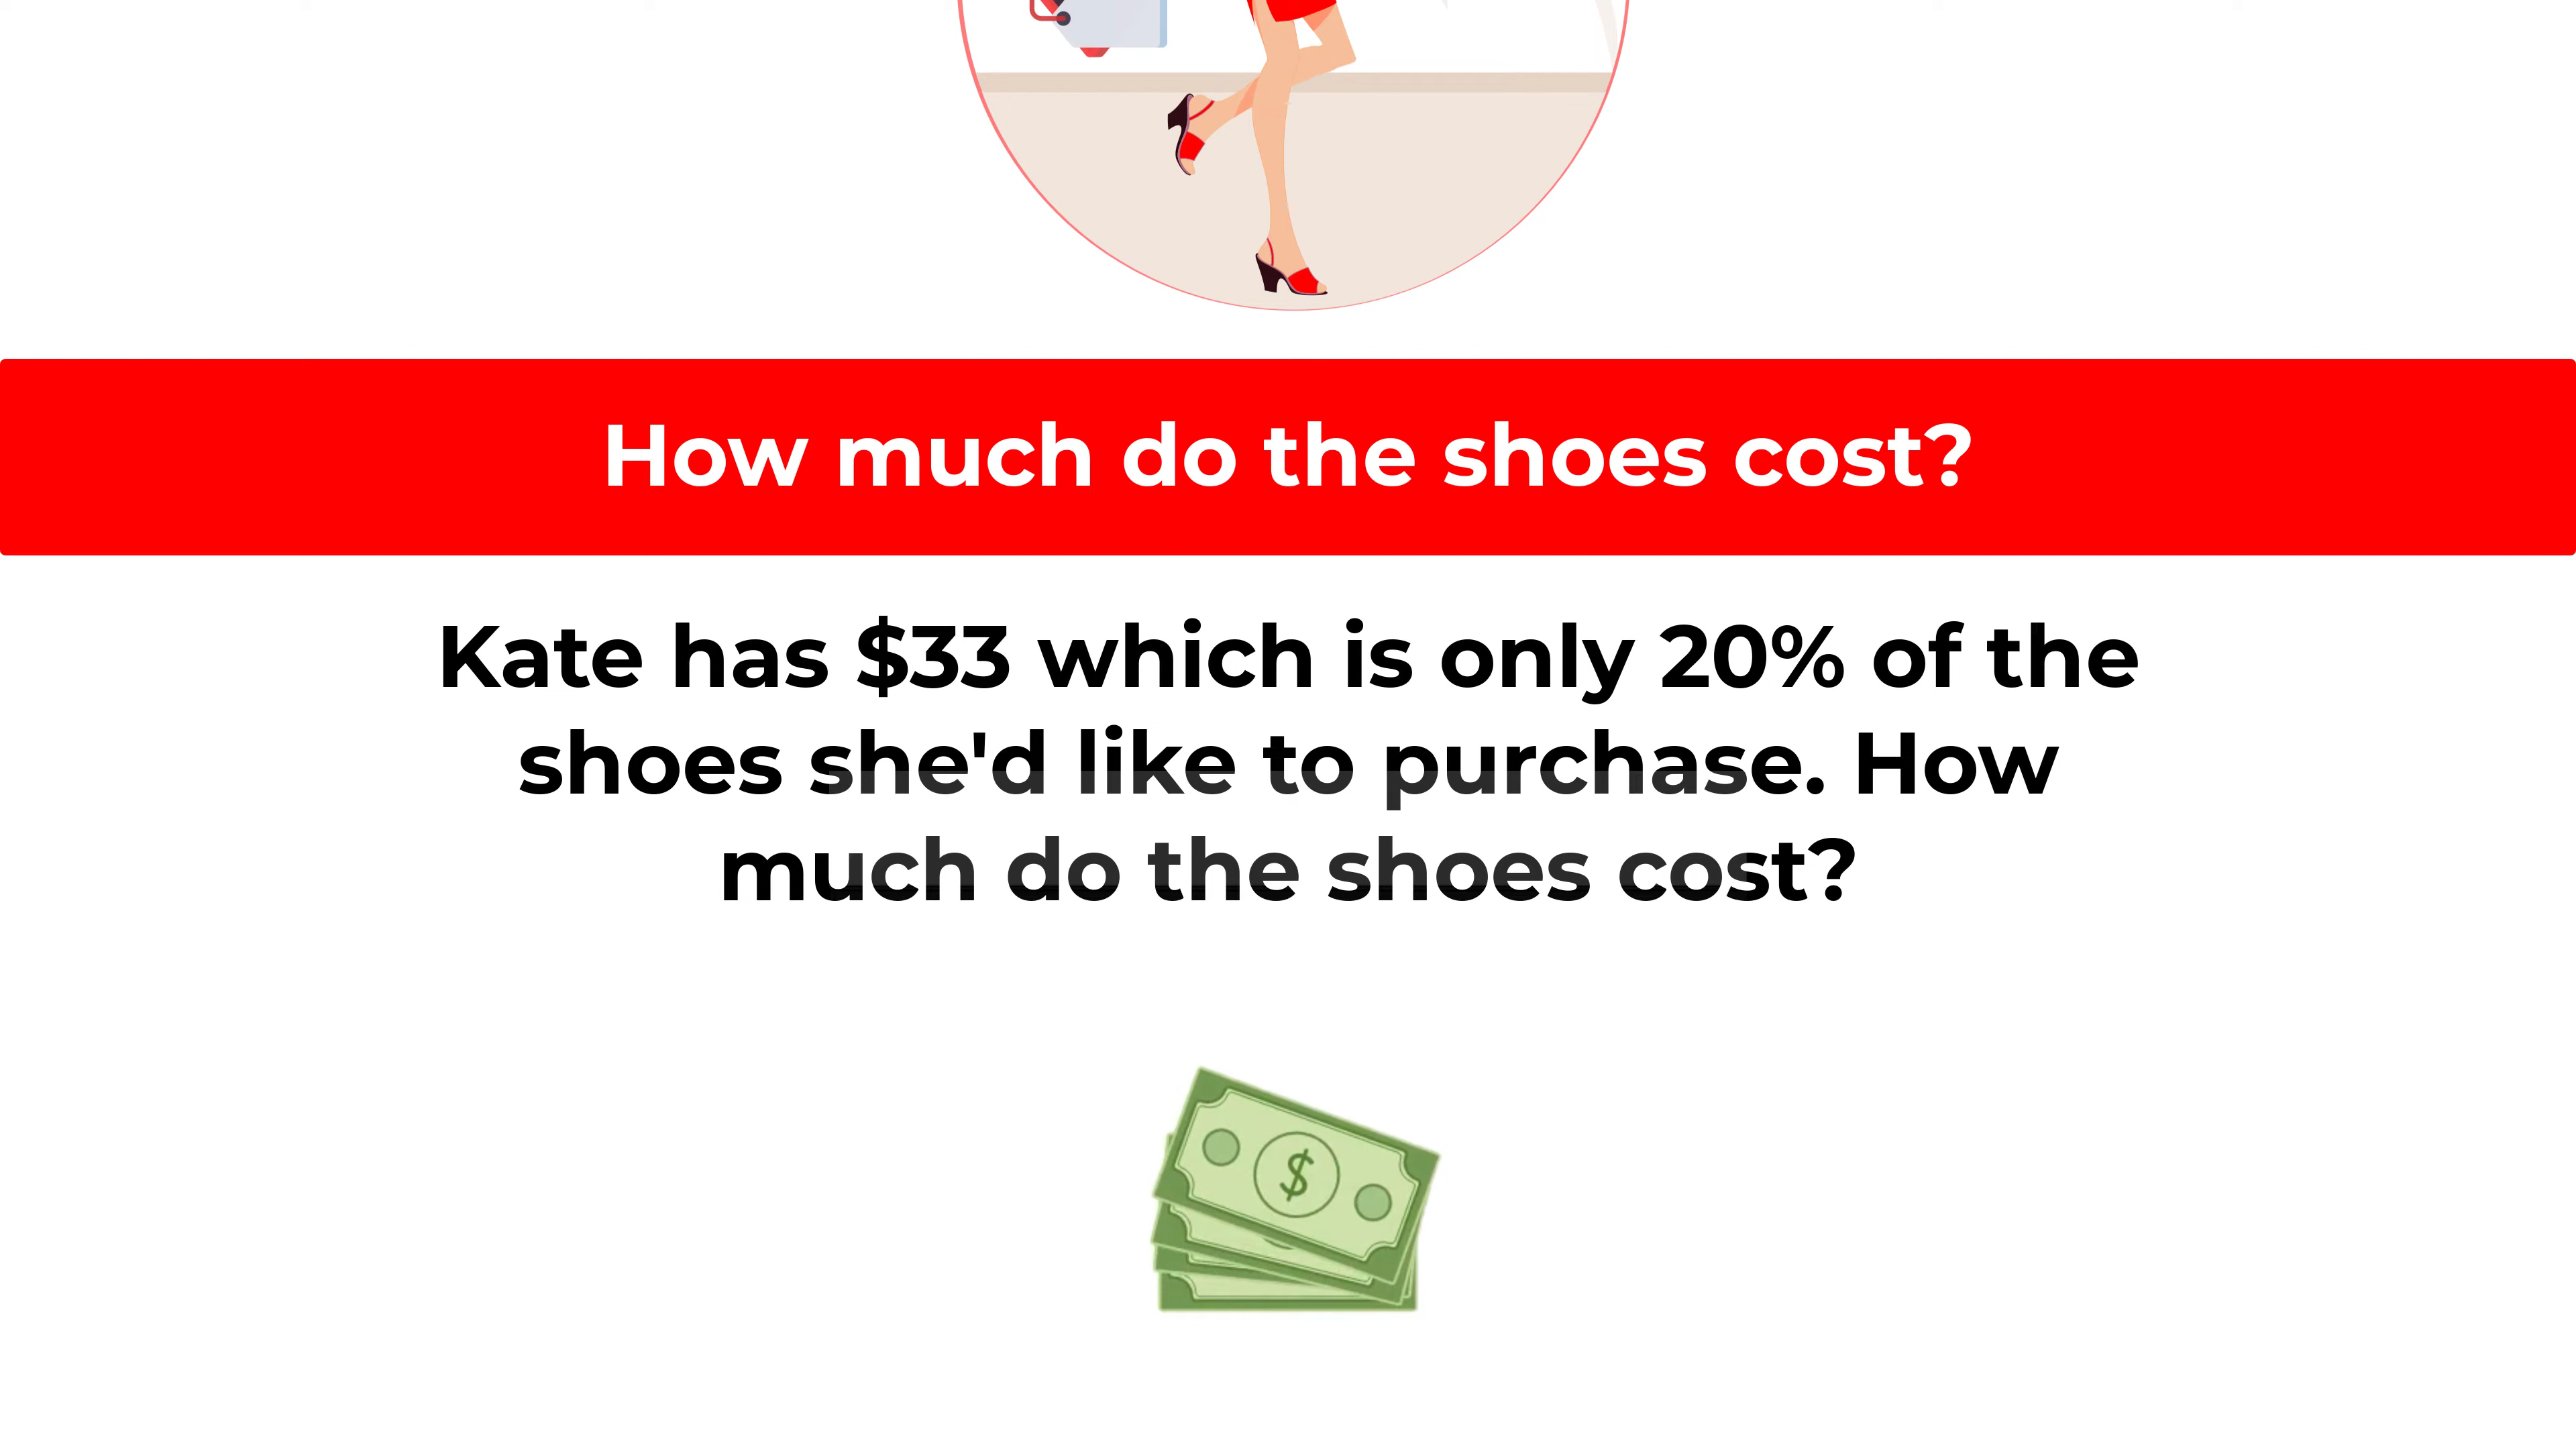 How much do the shoes cost?
Kate has $33 which is only 20% of the
shoes she'd like to purchase. How
much do the shoes cost?
$